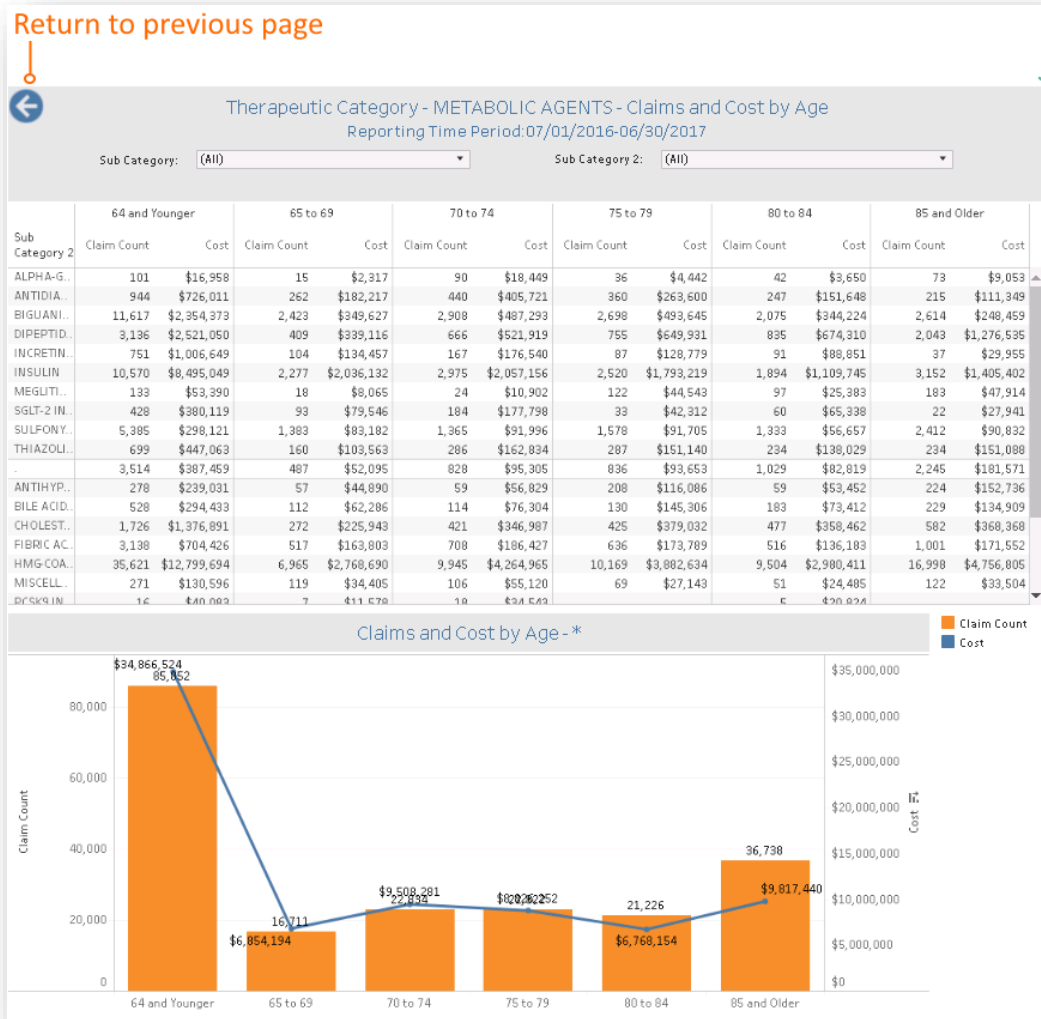 Return to previous page
Therapeutic Category - METABOLIC AGENTS - Claims and Cost by Age
Reporting Time Period:07/01/2016-06/30/2017
Sub Category: (All) Sub Category 2: (All)
64 and Younger 65 to 69 70 to 74 75 to 79 80 to 84 85 and Older
Sub Category 2 Claim Count Cost Claim Count Cost Claim Count Cost Claim Count Cost Claim Count Cost Claim Count Cost
ALPHA-G.. 101 $16,958 15 $2,317 90 $18,449 36 $4,442 42 $3,650 73 $9,053
ANTIDIA.. 944 $726,011 262 $182,217 440 $405,721 360 $263,600 247 $151,648 215 $111,349
BIGUANI.. 11,617 $2,354,373 2,423 $349,627 2,908 $487,293 2,698 $493,645 2,075 $344,224 2,614 $248,459
DIPEPTID.. 3,136 $2,521,050 409 $339,116 666 $521,919 755 $649,931 835 $674,310 2,043 $1,276,535
INCRETIN.. 751 $1,006,649 104 $134,457 167 $176,540 87 $128,779 91 $88,851 37 $29,955
INSULIN 10,570 $8,495,049 2,277 $2,036,132 2,975 $2,057,156 2,520 $1,793,219 1,894 $1,109,745 3,152 $1,405,402
MEGLITI.. 133 $53,390 18 $8,065 24 $10,902 122 $44,543 97 $25,383 183 $47,914
SGLT-2 IN.. 428 $380,119 93 $79,546 184 $177,798 33 $42,312 60 $65,338 22 $27,941
SULFONY.. 5,385 $298,121 1,383 $83,182 1,365 $91,996 1,578 $91,705 1,333 $56,657 2,412 $90,832
THIAZOLI.. 699 $447,063 160 $103,563 286 $162,834 287 $151,140 234 $138,029 234 $151,088
. 3,514 $387,459 487 $52,095 828 $95,305 836 $93,653 1,029 $82,819 2,245 $181,571
ANTIHYP.. 278 $239,031 57 $44,890 59 $56,829 208 $116,086 59 $53,452 224 $152,736
BILE ACID.. 528 $294,433 112 $62,286 114 $76,304 130 $145,306 183 $73,412 229 $134,909
CHOLEST.. 1,726 $1,376,891 272 $225,943 421 $346,987 425 $379,032 477 $358,462 582 $368,368
FIBRIC AC.. 3,138 $704,426 517 $163,803 708 $186,427 636 $173,789 516 $136,183 1,001 $171,552
HMG-COA.. 35,621 $12,799,694 6,965 $2,768,690 9,945 $4,264,965 10,169 $3,882,634 9,504 $2,980,411 16,998 $4,756,805
MISCELL.. 271 $130,596 119 $34,405 106 $55,120 69 $27,143 51 $24,485 122 $33,504
PCSK9 IN.. 16 $40,083 7 $11,578 18 $34,543 5 $20,824
Claims and Cost by Age - *
Claim Count
Cost
$34,866,524
85,852
16,711
$6,854,194
$9,508,281
22,834
21,226
$6,768,154
36,738
$9,817,440
Claim Count
80,000
60,000
40,000
20,000
0
$35,000,000
$30,000,000
$25,000,000
$20,000,000
$15,000,000
$10,000,000
$5,000,000
$0
Cost
64 and Younger 65 to 69 70 to 74 75 to 79 80 to 84 85 and Older